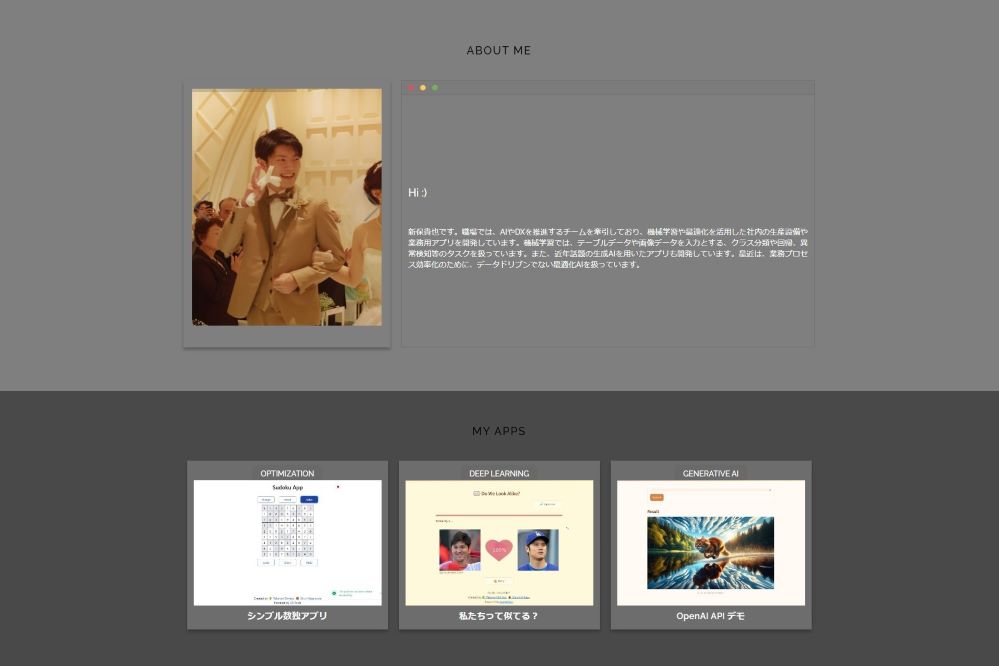 ABOUT ME
Hi :)
新保貴也です。職場では、AIやDXを推進するチームを牽引しており、機械学習や最適化を活用した社内の生産設備や
業務用アプリを開発しています。機械学習では、テーブルデータや画像データを入力とする、クラス分類や回帰、異
常検知等のタスクを扱っています。また、近年話題の生成AIを用いたアプリも開発しています。最近は、業務プロセ
ス効率化のために、データドリブンでない最適化AIを扱っています。
MY APPS
OPTIMIZATION
Sudoku App
シンプル数独アプリ
DEEP LEARNING
Do We Look Alike?
100%
私たちって似てる？
GENERATIVE AI
Result
OpenAI API デモ